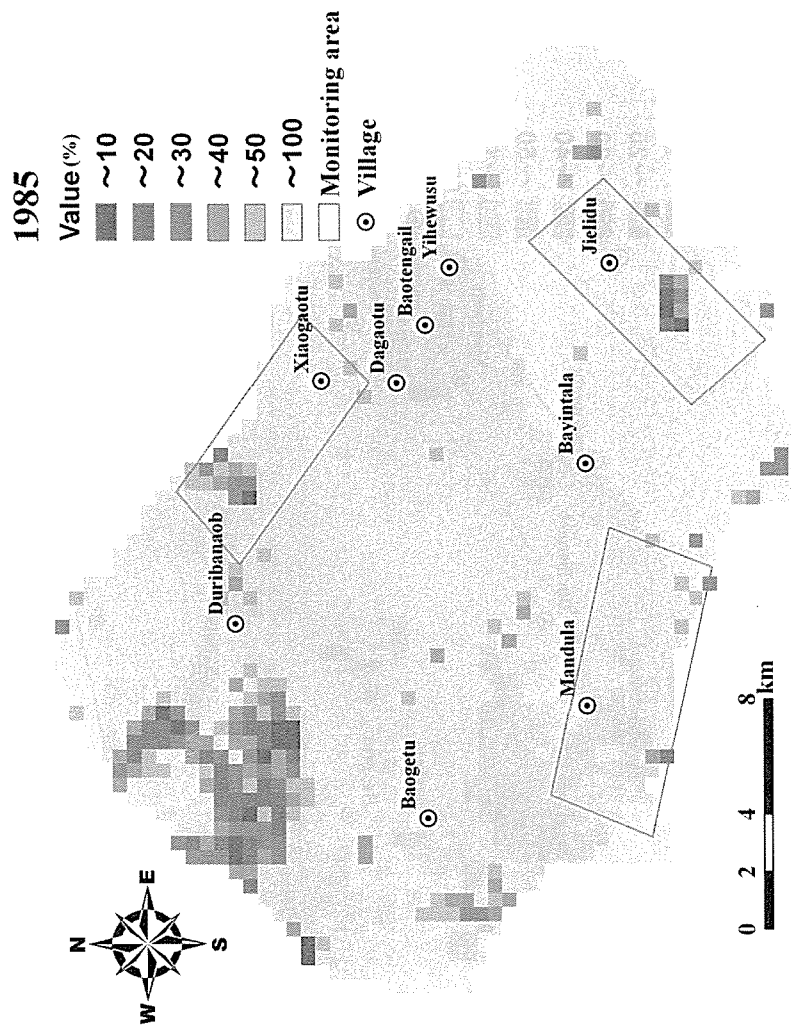 1985
Value(%)
~10
~20
~30
~40
~50
~100
Monitoring area
Village
N
E
S
W
Xiaogaotu
Dagaotu
Baotengail
Yihewusu
Duribanaob
Jielidu
Bayintala
Mandula
Baogetu
0 2 4 8
km